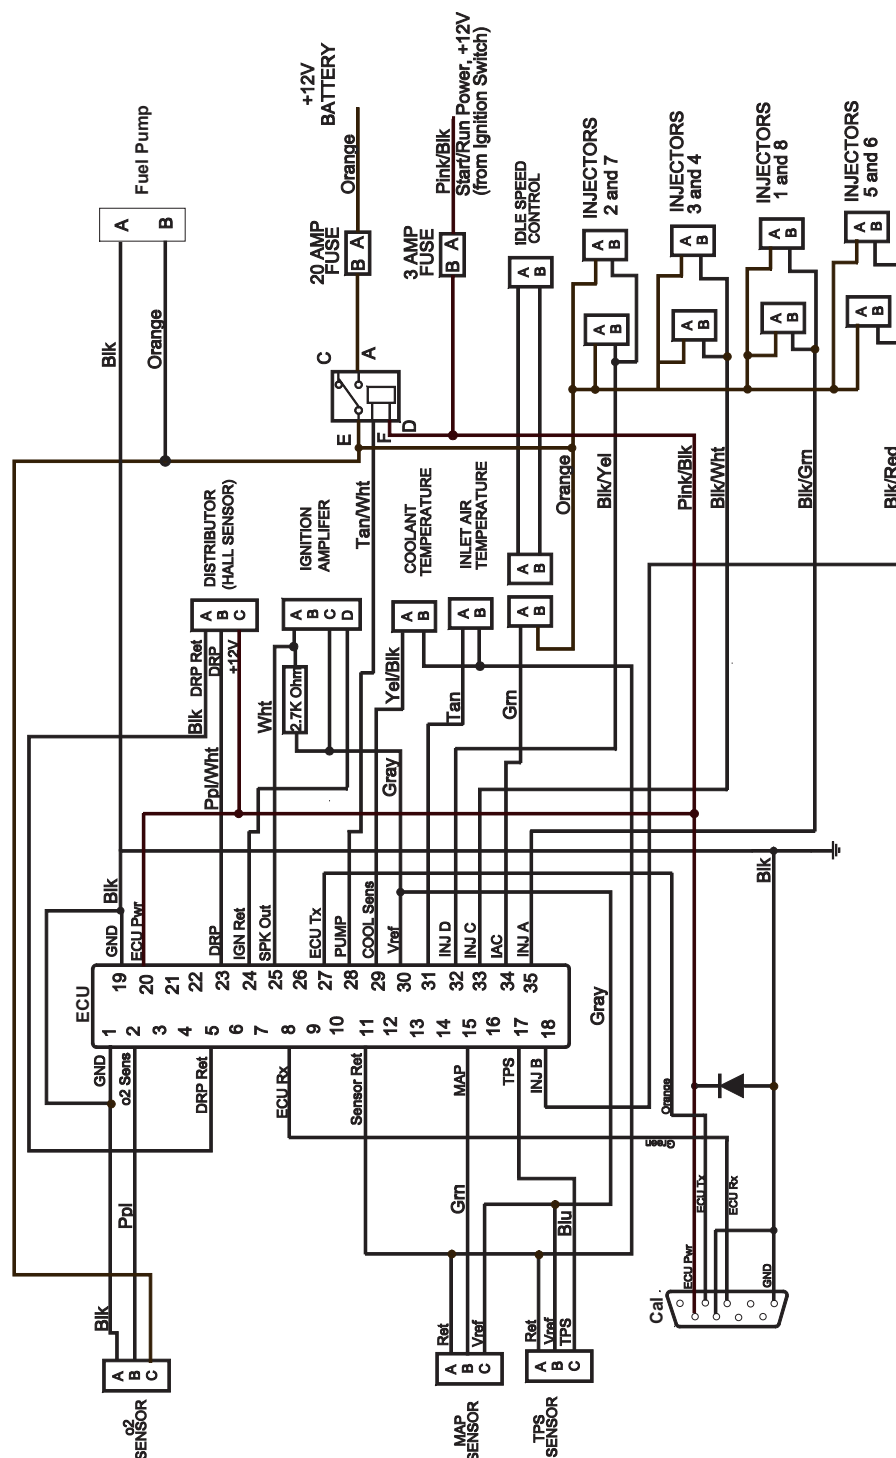 +12V
BATTERY
Start/Run Power, +12V
(from Ignition Switch)
Fuel Pump
A
B
Orange
Pink/Blk
20 AMP
FUSE
B A
3 AMP
FUSE
B A
IDLE SPEED
CONTROL
A
B
INJECTORS
2 and 7
A
B
A
B
INJECTORS
3 and 4
A
B
A
B
INJECTORS
1 and 8
A
B
A
B
INJECTORS
5 and 6
A
B
A
B
Blk
Orange
C
A
E
F
D
Tan/Wht
Orange
Blk/Yel
Pink/Blk
Blk/Wht
Blk/Grn
Blk/Red
DISTRIBUTOR
(HALL SENSOR)
A
B
C
IGNITION
AMPLIFER
A
B
C
D
COOLANT
TEMPERATURE
A
B
INLET AIR
TEMPERATURE
A
B
A
B
A
B
DRP Ret
DRP
+12V
Blk
Ppl/Wht
Wht
2.7K Ohm
Gray
Yel/Blk
Tan
Grn
Blk
Blk
GND
ECU Pwr
DRP
IGN Ret
SPK Out
ECU Tx
PUMP
COOL Sens
Vref
INJ D
INJ C
IAC
INJ A
ECU
19
20
21
22
23
24
25
26
27
28
29
30
31
32
33
34
35
1
2
3
4
5
6
7
8
9
10
11
12
13
14
15
16
17
18
GND
o2 Sens
DRP Ret
ECU Rx
Sensor Ret
MAP
TPS
INJ B
Gray
Orange
Green
Ppl
Grn
Blu
Blk
Ret
Vref
Ret
Vref
TPS
ECU Pwr
ECU Tx
ECU Rx
GND
Cal.
A
B
C
o2
SENSOR
A
B
C
MAP
SENSOR
A
B
C
TPS
SENSOR